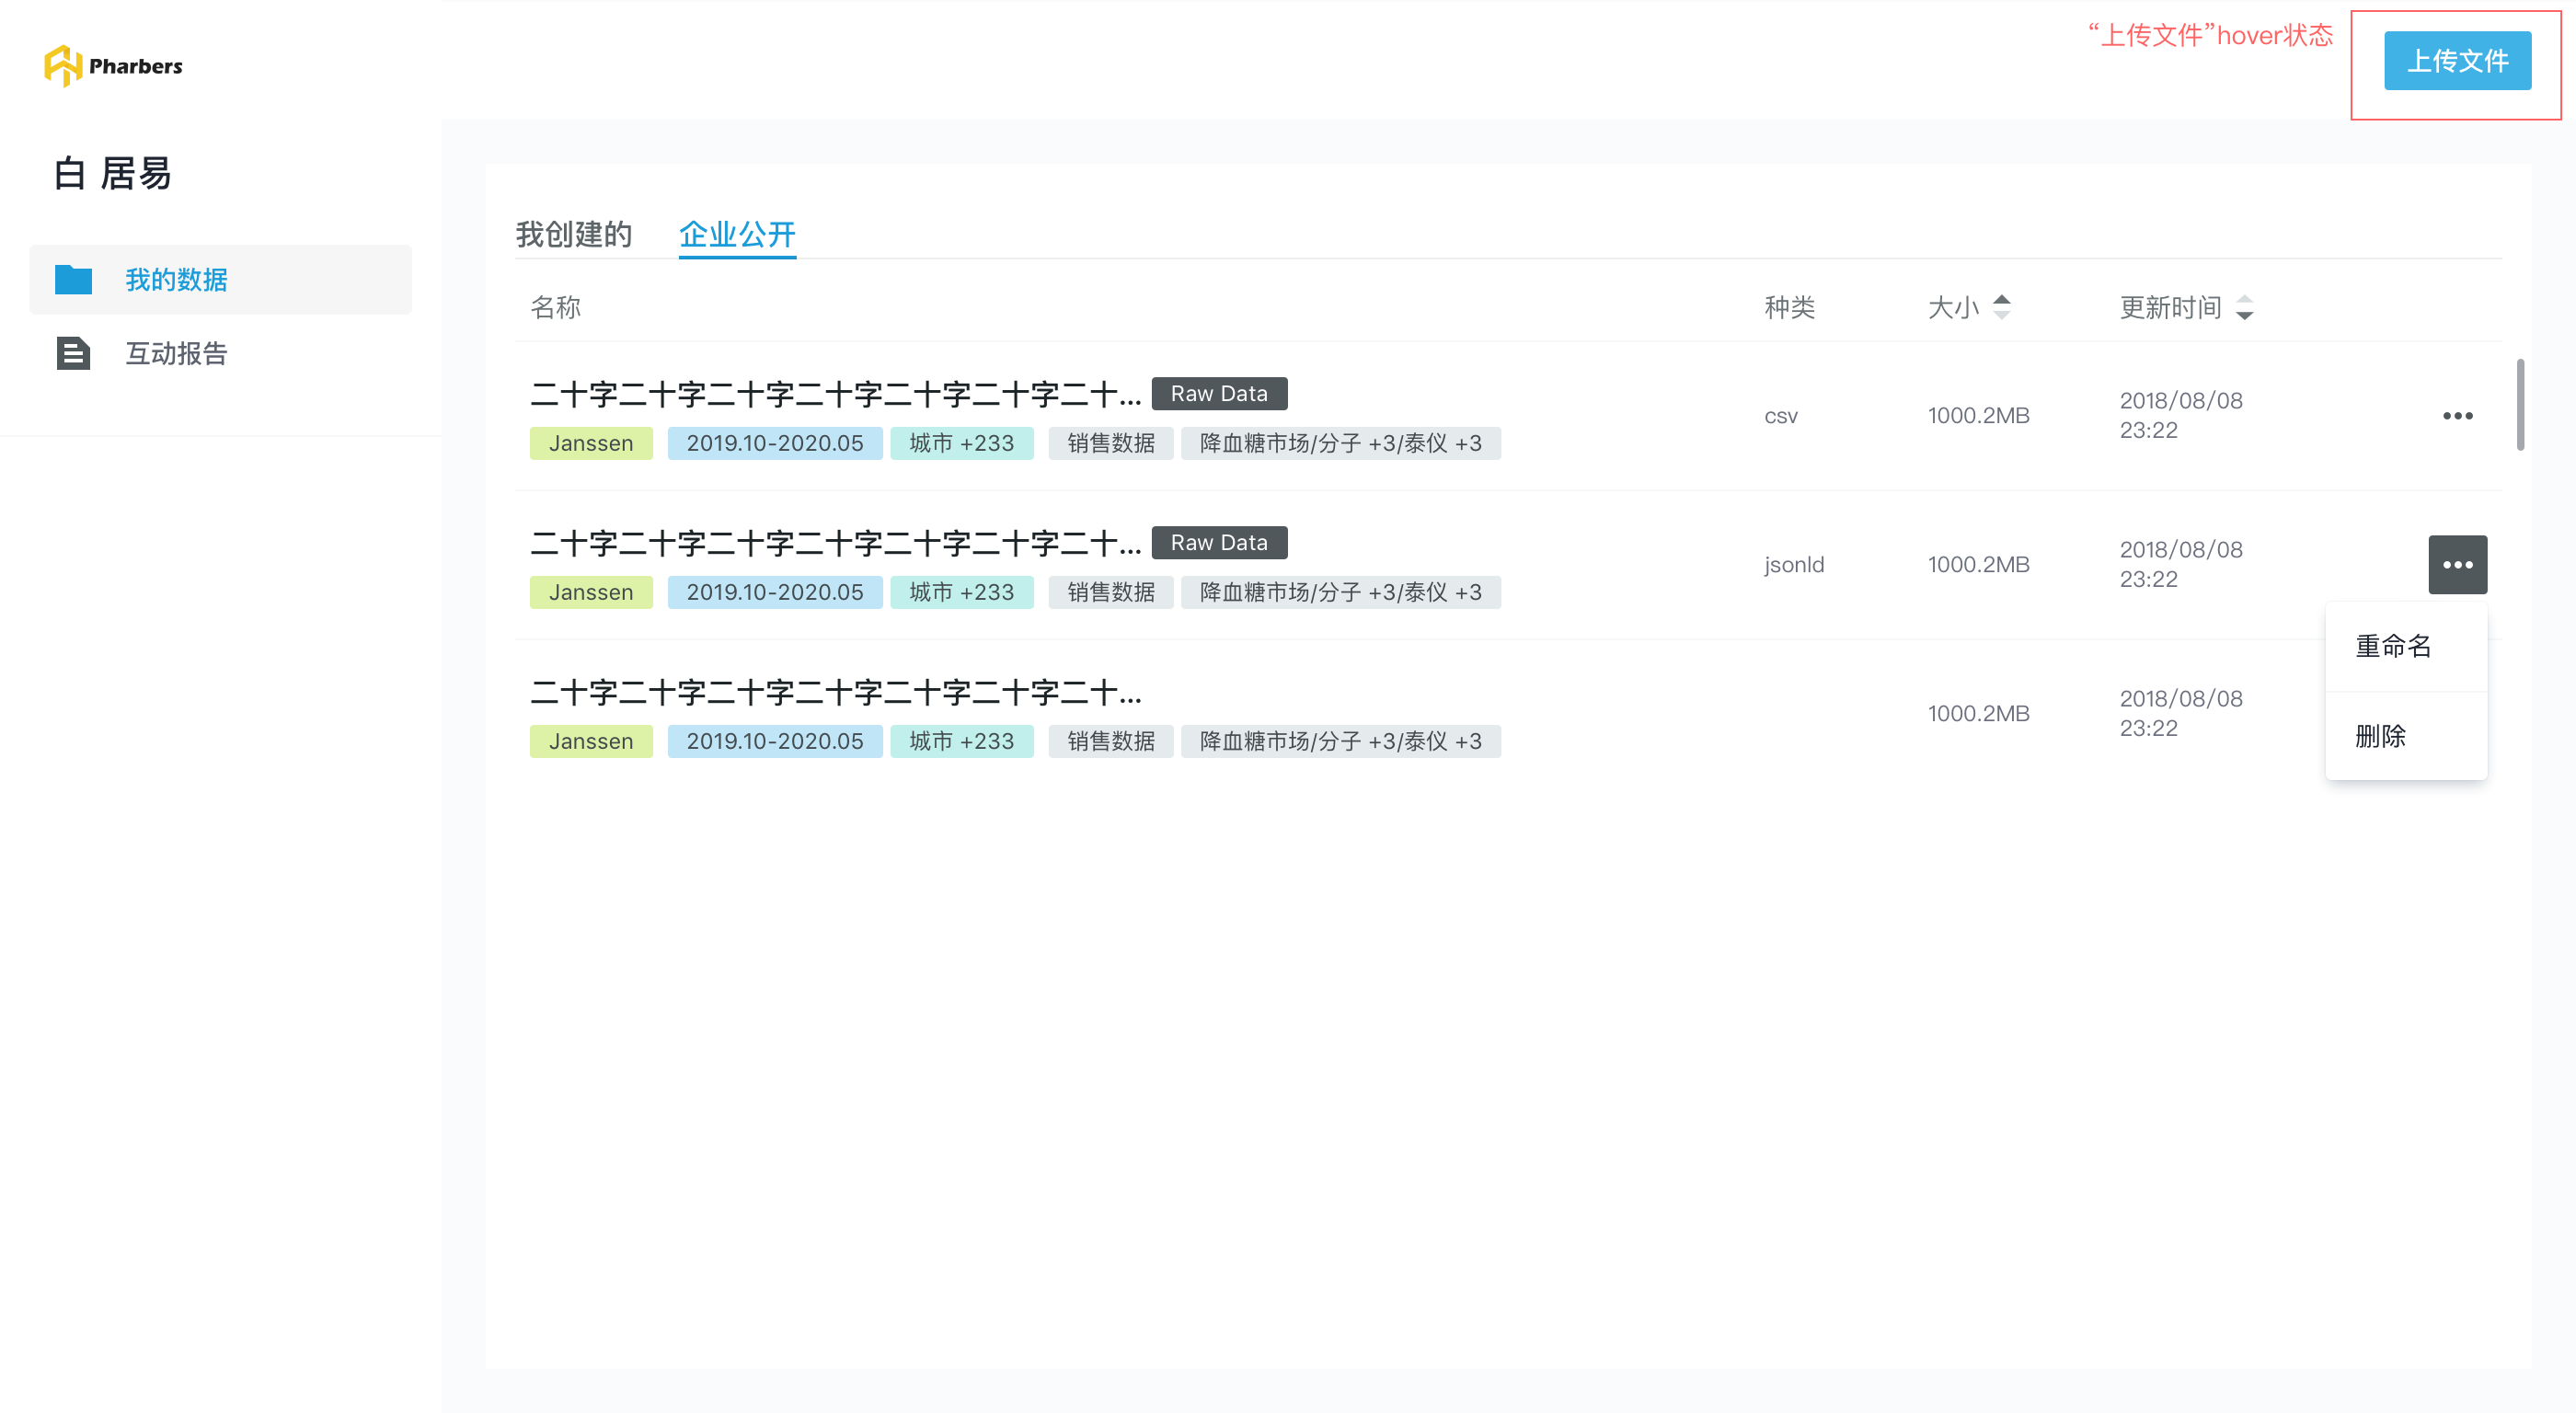 Pharbers
“上传文件”hover状态
上传文件
白 居易
我的数据
互动报告
我创建的 企业公开
名称 种类 大小 更新时间
二十字二十字二十字二十字二十字二十字二十... Raw Data
Janssen 2019.10-2020.05 城市 +233 销售数据 降血糖市场/分子 +3/泰仪 +3
csv 1000.2MB 2018/08/08
23:22
二十字二十字二十字二十字二十字二十字二十... Raw Data
Janssen 2019.10-2020.05 城市 +233 销售数据 降血糖市场/分子 +3/泰仪 +3
jsonld 1000.2MB 2018/08/08
23:22
重命名
删除
二十字二十字二十字二十字二十字二十字二十...
Janssen 2019.10-2020.05 城市 +233 销售数据 降血糖市场/分子 +3/泰仪 +3
1000.2MB 2018/08/08
23:22